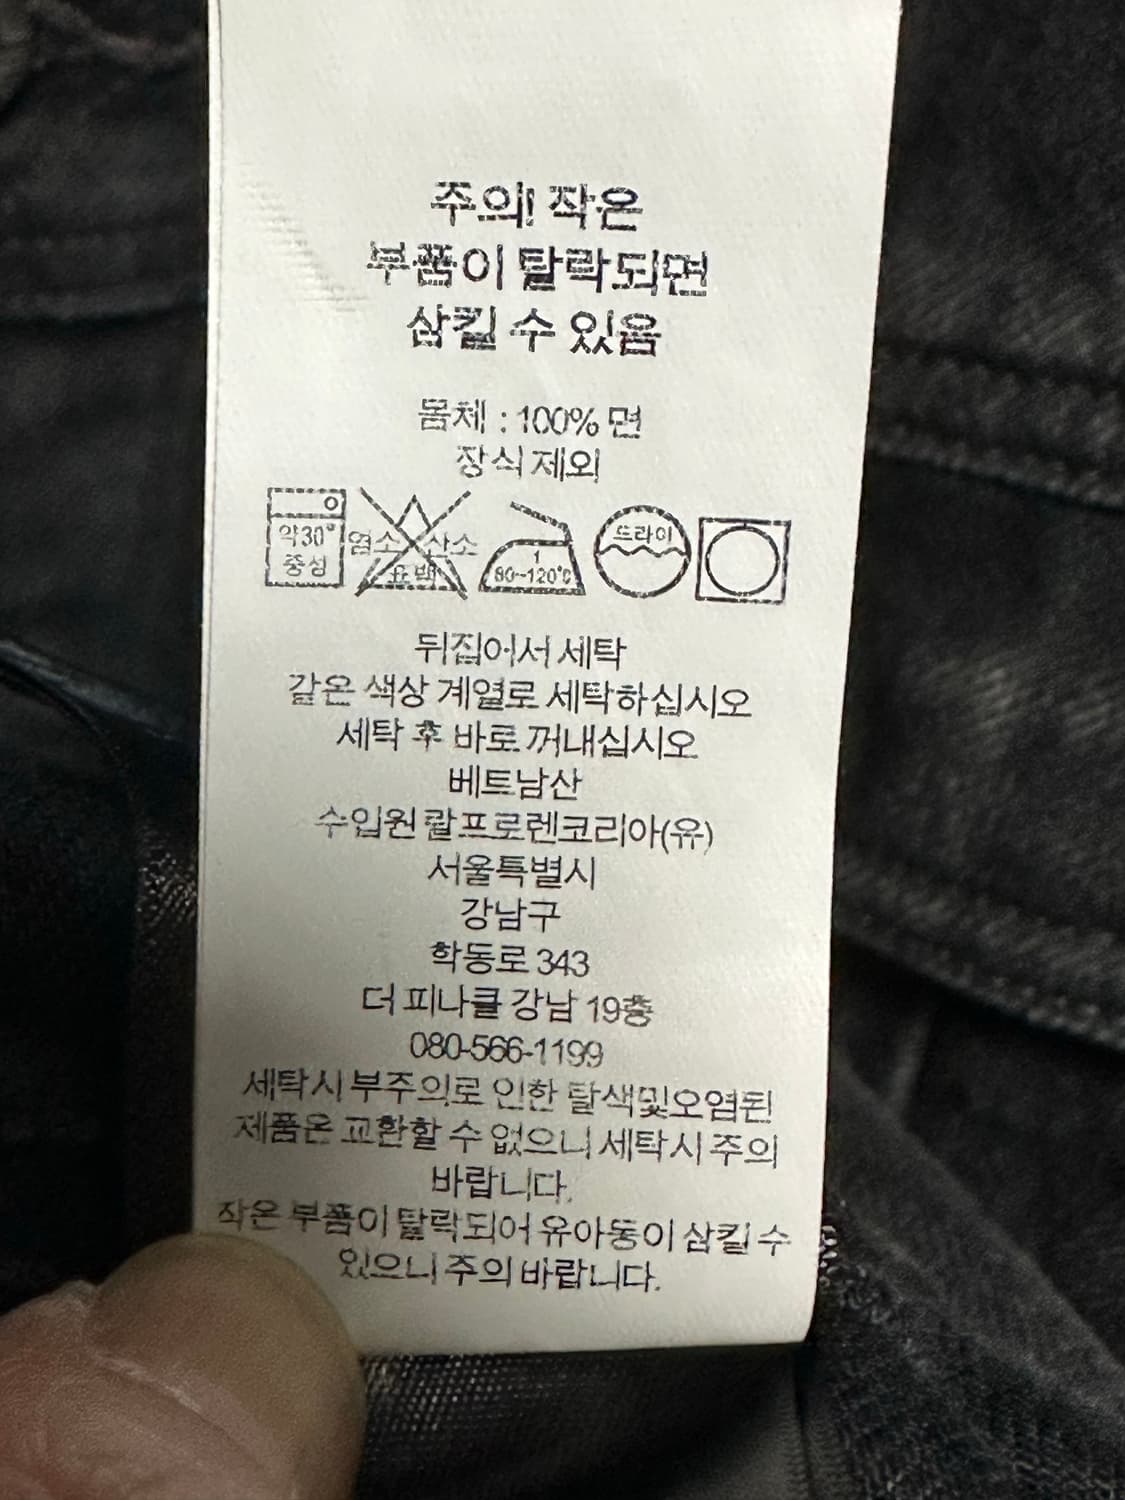 주의! 작은
부품이 탈락되면
삼킬 수 있음
몸체 : 100% 면
장식 제외
약30° 중성 염소 산소 표백 1 80~120°C 드라이
뒤집어서 세탁
같은 색상 계열로 세탁하십시오
세탁 후 바로 꺼내십시오
베트남산
수입원 랄프로렌코리아(유)
서울특별시
강남구
학동로 343
더 피나클 강남 19층
080-566-1199
세탁시 부주의로 인한 탈색및오염된
제품은 교환할 수 없으니 세탁시 주의
바랍니다.
작은 부품이 탈락되어 유아동이 삼킬 수
있으니 주의 바랍니다.